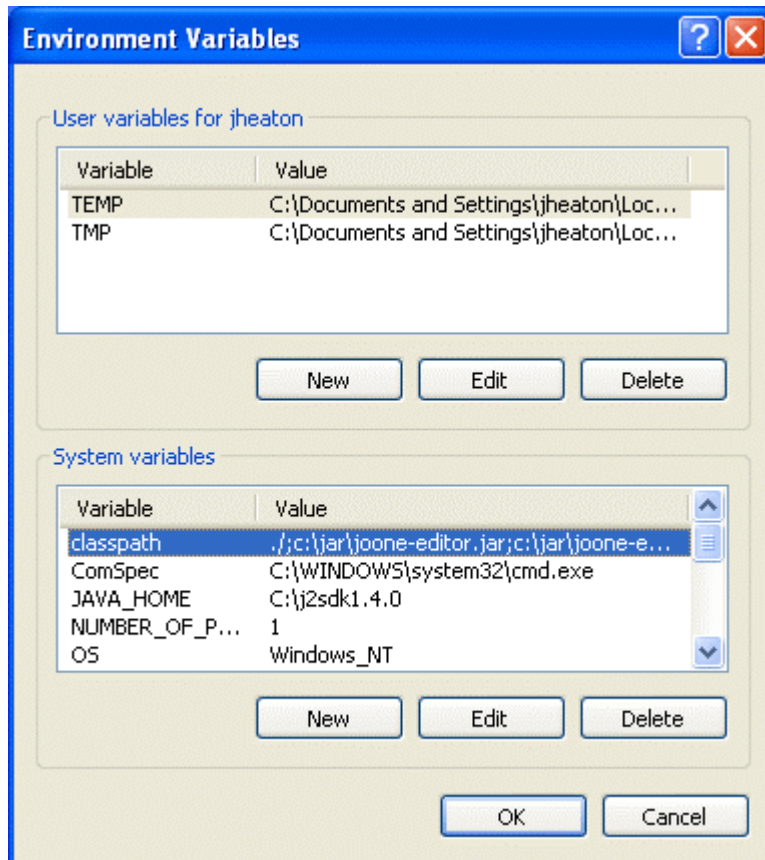 Environment Variables
User variables for jheaton
Variable Value
TEMP C:\Documents and Settings\jheaton\Loc...
TMP C:\Documents and Settings\jheaton\Loc...
New Edit Delete
System variables
Variable Value
classpath ./;c:\jar\joone-editor.jar;c:\jar\joone-e...
ComSpec C:\WINDOWS\system32\cmd.exe
JAVA_HOME C:\j2sdk1.4.0
NUMBER_OF_P... 1
OS Windows_NT
New Edit Delete
OK Cancel